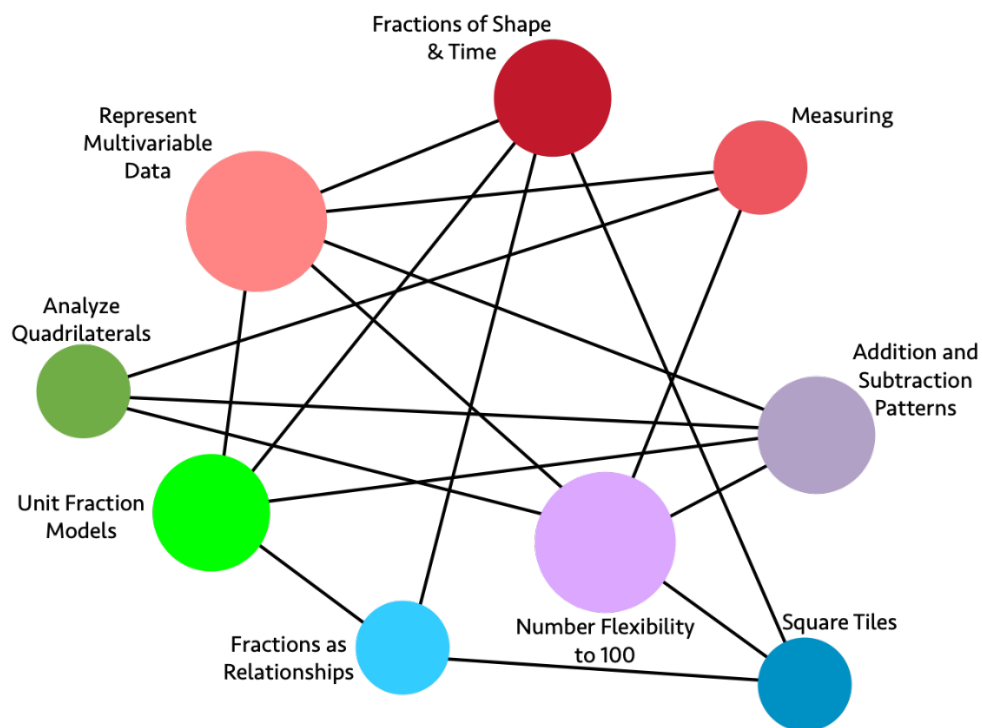 Fractions of Shape
& Time
Measuring
Represent
Multivariable
Data
Analyze
Quadrilaterals
Addition and
Subtraction
Patterns
Unit Fraction
Models
Number Flexibility
to 100
Square Tiles
Fractions as
Relationships